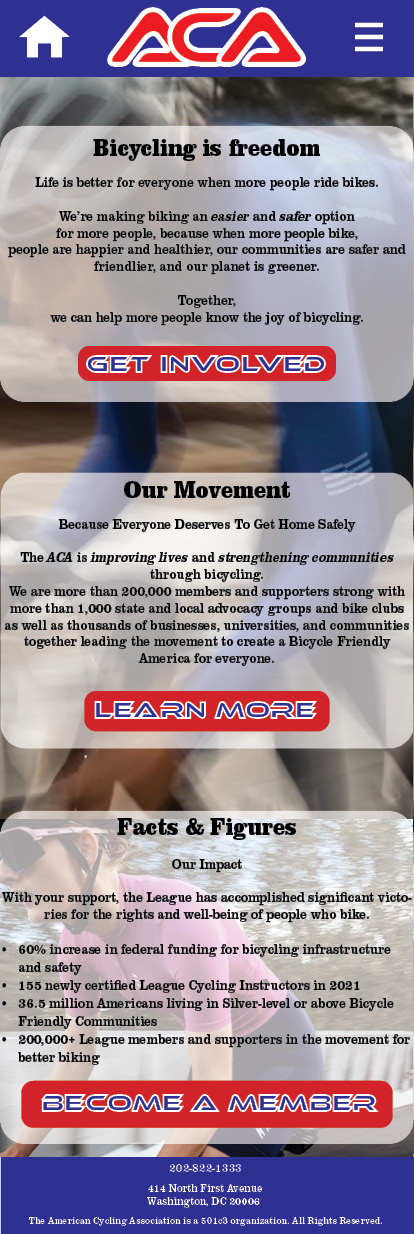 ACA
Bicycling is freedom
Life is better for everyone when more people ride bikes.
We're making biking an easier and safer option
for more people, because when more people bike,
people are happier and healthier, our communities are safer and
friendlier, and our planet is greener.
Together,
we can help more people know the joy of bicycling.
GET INVOLVED
Our Movement
Because Everyone Deserves To Get Home Safely
The ACA is improving lives and strengthening communities
through bicycling.
We are more than 200,000 members and supporters strong with
more than 1,000 state and local advocacy groups and bike clubs
as well as thousands of businesses, universities, and communities
together leading the movement to create a Bicycle Friendly
America for everyone.
LEARN MORE
Facts & Figures
Our Impact
With your support, the League has accomplished significant victo-
ries for the rights and well-being of people who bike.
• 60% increase in federal funding for bicycling infrastructure
and safety
• 155 newly certified League Cycling Instructors in 2021
• 36.5 million Americans living in Silver-level or above Bicycle
Friendly Communities
• 200,000+ League members and supporters in the movement for
better biking
BECOME A MEMBER
202-822-1333
414 North First Avenue
Washington, DC 20006
The American Cycling Association is a 501c3 organization. All Rights Reserved.